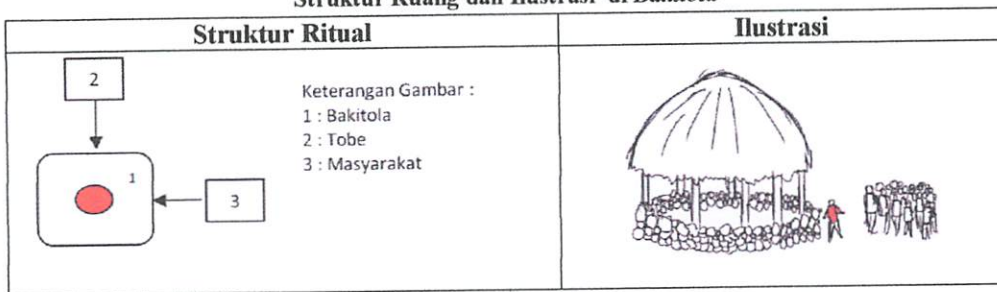 Struktur Ruang dan Ilustrasi di Bakitola
Struktur Ritual
Ilustrasi
2
Keterangan Gambar :
1 : Bakitola
2 : Tobe
3 : Masyarakat
1
3